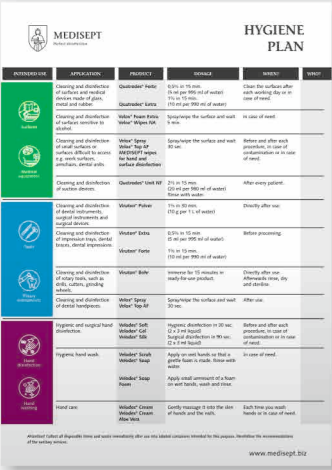 MEDISEPT
HYGIENE
PLAN
INTENDED USE APPLICATION PRODUCT DOSAGE WHEN? WHO?
Surfaces
Cleaning and disinfection
of surfaces and medical
devices made of glass,
metal and rubber.
Quatrodes® Forte
Quatrodes® Extra
0,5% in 15 min.
(5 ml per 995 ml of water)
1% in 15 min.
(10 ml per 990 ml of water)
Clean the surfaces after
each working day or in
case of need.
Cleaning and disinfection
of surfaces sensitive to
alcohol.
Velox® Foam Extra
Velox® Wipes NA
Spray/wipe the surface and wait
5 min.
In case of need.
Medical
Cleaning and disinfection
of small surfaces or
surfaces difficult to access
e.g. work surfaces,
armchairs, dental units
Velox® Spray
Velox® Top AF
MEDISEPT wipes
for hand and
surface disinfection
Spray/wipe the surface and wait
30 sec.
Before and after each
procedure, in case of
contamination or in case
of need.
Cleaning and disinfection
of suction devices.
Quatrodes® Unit NF
2% in 15 min.
(20 ml per 980 ml of water)
Rinse with water.
After every patient.
Tools
Cleaning and disinfection
of dental instruments,
surgical instruments and
surgical devices.
Viruton® Pulver
1% in 30 min.
(10 g per 1 L of water)
Directly after use.
Cleaning and disinfection
of impression trays, dental
braces, dental impressions.
Viruton® Extra
Viruton® Forte
0,5% in 15 min
(5 ml per 995 ml of water).
1% in 15 min.
(10 ml per 990 ml of water)
Before processing.
Cleaning and disinfection
of rotary tools, such as
drills, cutters, grinding
wheels.
Viruton® Bohr
Immerse for 15 minutes in
ready-for-use product.
Directly after use.
Afterwards rinse, dry
and sterilize.
Cleaning and disinfection
of dental handpieces.
Velox® Spray
Velox® Top AF
Spray/wipe the surface and wait
30 sec.
After use.
Hand
disinfection
Hygienic and surgical hand
disinfection.
Velodes® Soft
Velodes® Gel
Velodes® Silk
Hygienic disinfection in 30 sec.
(2 x 3 ml liquid)
Surgical disinfection in 90 sec.
(2 x 5 ml liquid)
Before and after each
procedure, in case of
contamination or in case
of need.
Hand
washing
Hygienic hand wash.
Velodes® Scrub
Velodes® Soap
Velodes® Soap
Foam
Apply on wet hands so that a
gentle foam is made. Rinse with
water
Apply small ammount of a foam
on wet hands, wash and rinse.
In case of need.
Hand care
Velodes® Cream
Velodes® Cream
Aloe Vera
Gently massage it into the skin
of hands and the nails.
Each time you wash
hands or in case of need.
www.medisept.biz